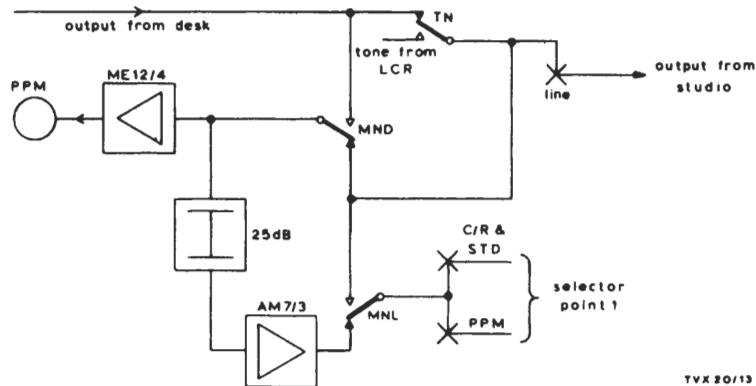 output from desk
TN
tone from
LCR
output from
studio
line
PPM
ME12/4
MND
25dB
C/R &
STD
selector
point 1
PPM
AM7/3
MNL
TVX 20/13